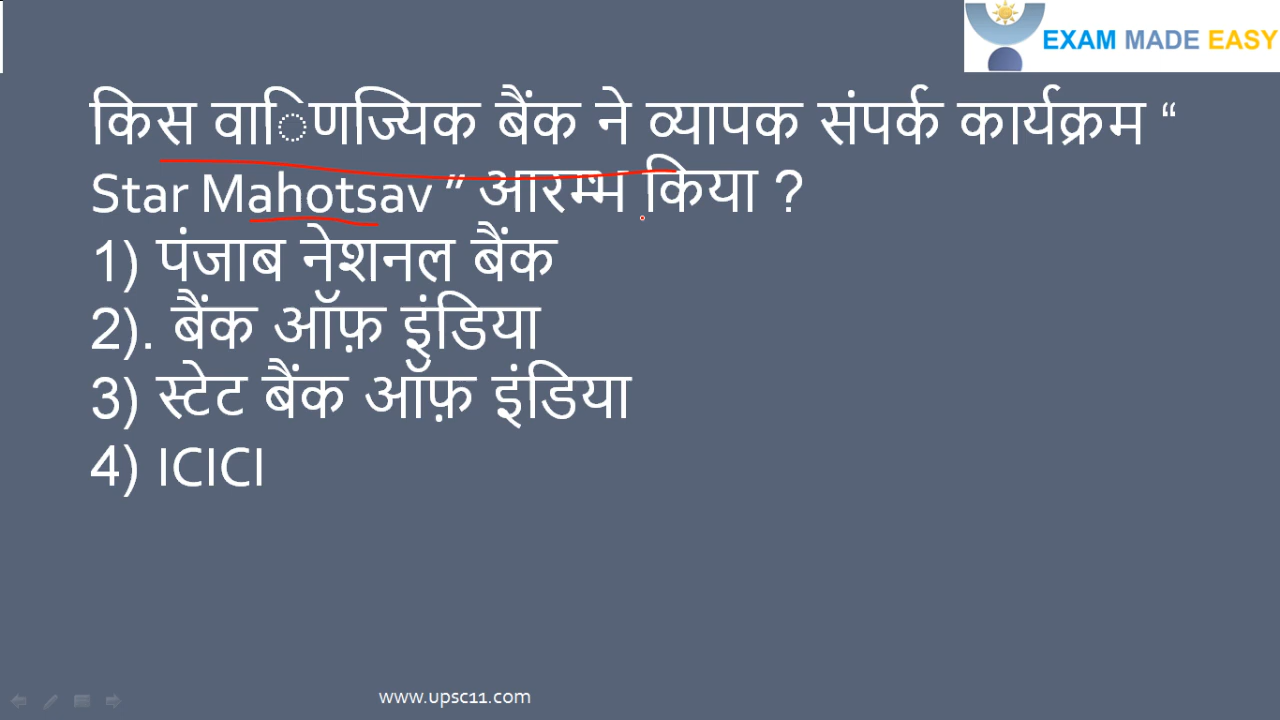 EXAM MADE EASY
किस वािणज्यिक बैंक ने व्यापक संपर्क कार्यक्रम “
Star Mahotsav ” आरम्भ किया ?
1) पंजाब नेशनल बैंक
2). बैंक ऑफ़ इंडिया
3) स्टेट बैंक ऑफ़ इंडिया
4) ICICI
www.upsc11.com